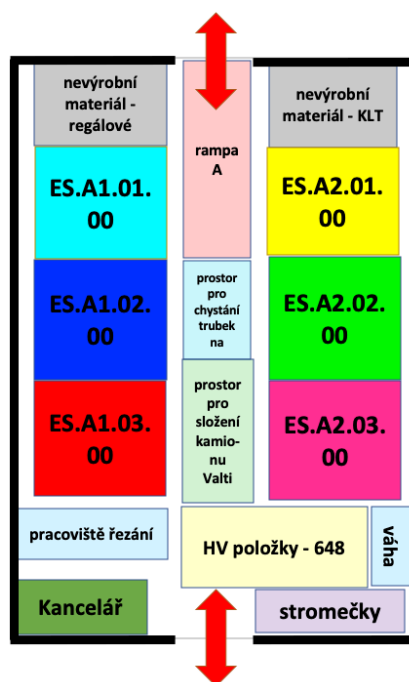 nevýrobní
materiál -
regálové
rampa
A
nevýrobní
materiál - KLT
ES.A1.01.
00
ES.A2.01.
00
ES.A1.02.
00
prostor
pro
chystání
trubek
na
ES.A2.02.
00
ES.A1.03.
00
prostor
pro
složení
kamio-
nu
Valti
ES.A2.03.
00
pracoviště řezání
HV položky - 648
váha
Kancelář
stromečky